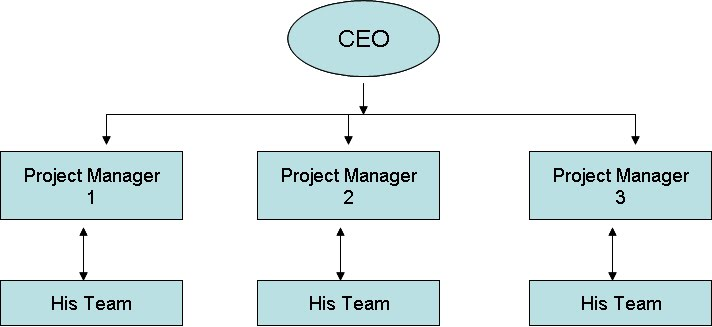 CEO
Project Manager
1
Project Manager
2
Project Manager
3
His Team
His Team
His Team